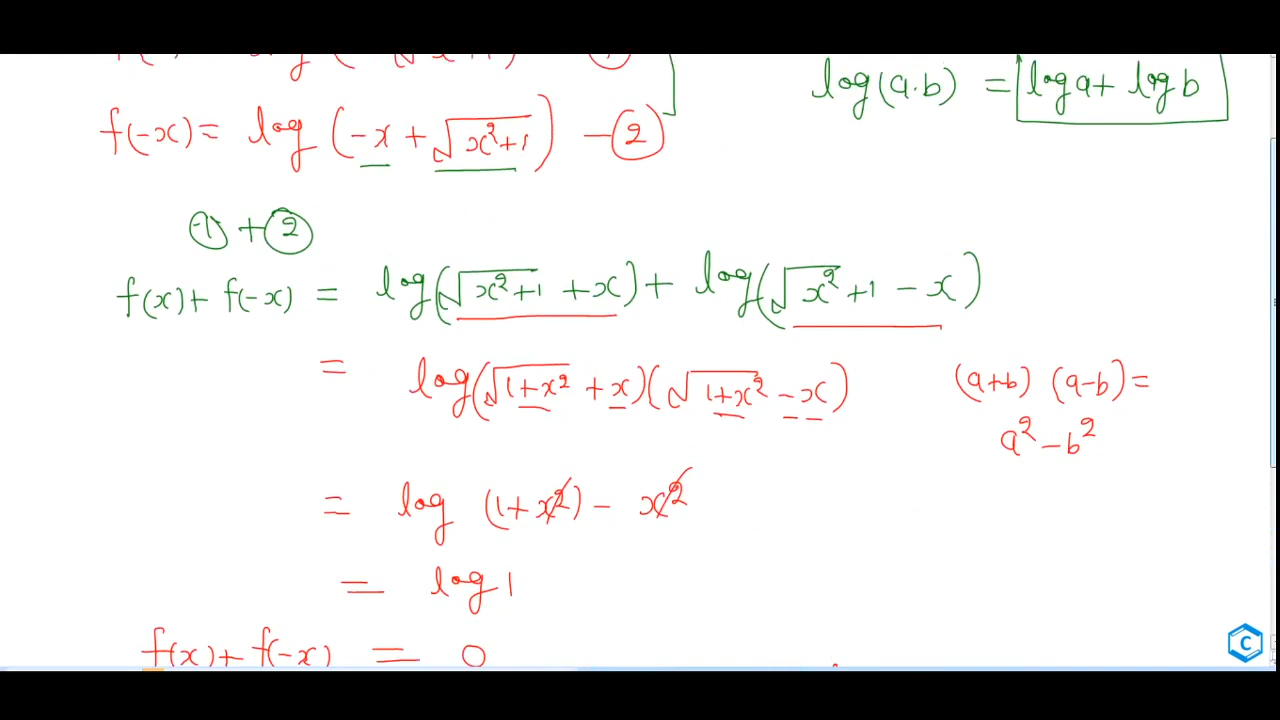 log(a.b) = log a + log b
f(-x) = log (-x + √x²+1) - ②
① + ②
f(x) + f(-x) = log(√x²+1 + x) + log(√x²+1 - x)
= log(√1+x² + x)(√1+x² - x)
(a+b) (a-b) =
a² - b²
= log (1+x²) - x²
= log 1
f(x) + f(-x) = 0
C